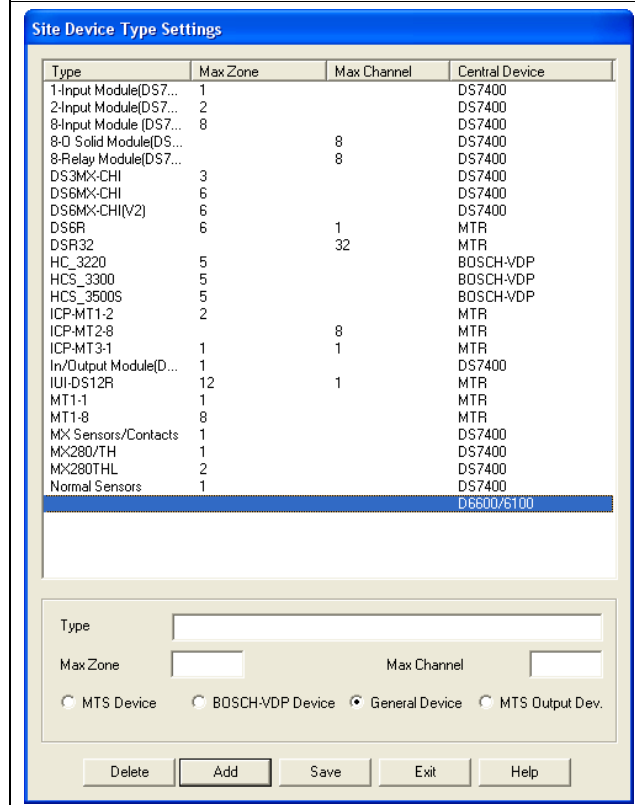 Site Device Type Settings
Type Max Zone Max Channel Central Device
1-Input Module(DS7... 1 DS7400
2-Input Module(DS7... 2 DS7400
8-Input Module (DS7... 8 DS7400
8-O Solid Module(DS... 8 DS7400
8-Relay Module(DS7... 8 DS7400
DS3MX-CHI 3 DS7400
DS6MX-CHI 6 DS7400
DS6MX-CHI(V2) 6 DS7400
DS6R 6 1 MTR
DSR32 32 MTR
HC_3220 5 BOSCH-VDP
HCS_3300 5 BOSCH-VDP
HCS_3500S 5 BOSCH-VDP
ICP-MT1-2 2 MTR
ICP-MT2-8 8 MTR
ICP-MT3-1 1 1 MTR
In/Output Module(D... 1 DS7400
IUI-DS12R 12 1 MTR
MT1-1 1 MTR
MT1-8 8 MTR
MX Sensors/Contacts 1 DS7400
MX280/TH 1 DS7400
MX280THL 2 DS7400
Normal Sensors 1 DS7400
D6600/6100
Type
Max Zone Max Channel
MTS Device BOSCH-VDP Device General Device MTS Output Dev.
Delete Add Save Exit Help